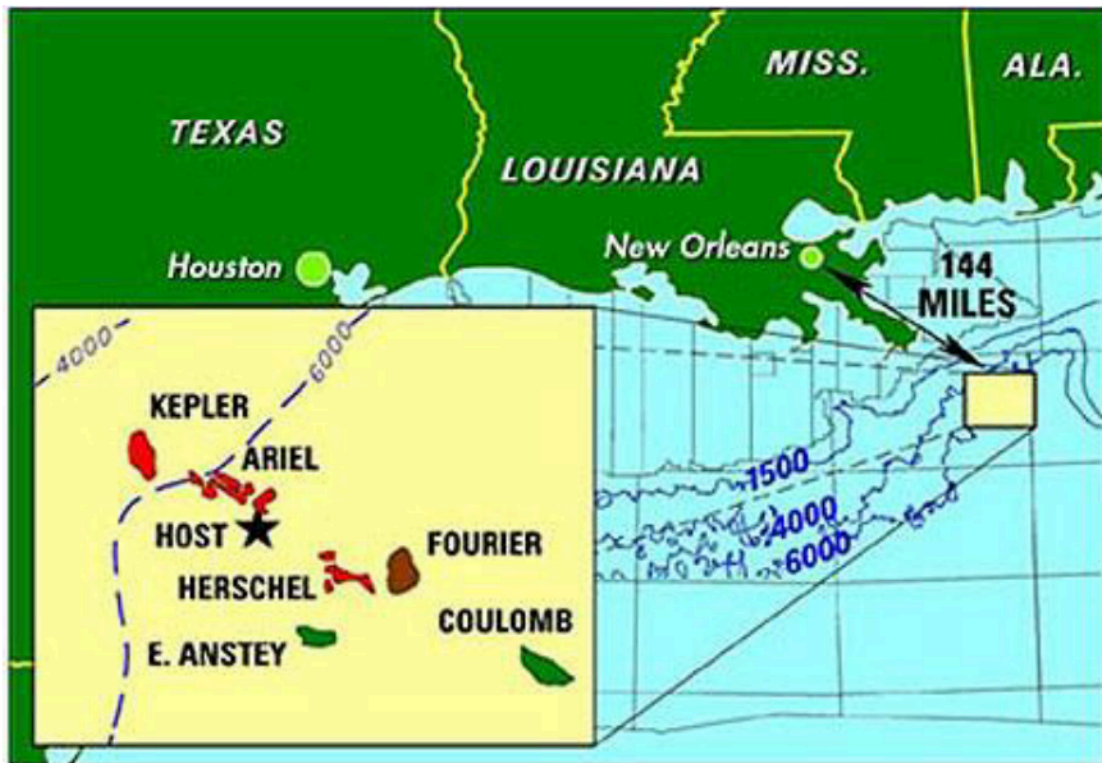 MISS.
ALA.
TEXAS
LOUISIANA
New Orleans
Houston
144
MILES
4000
6000
KEPLER
ARIEL
HOST
FOURIER
HERSCHEL
COULOMB
E. ANSTEY
1500
4000
6000